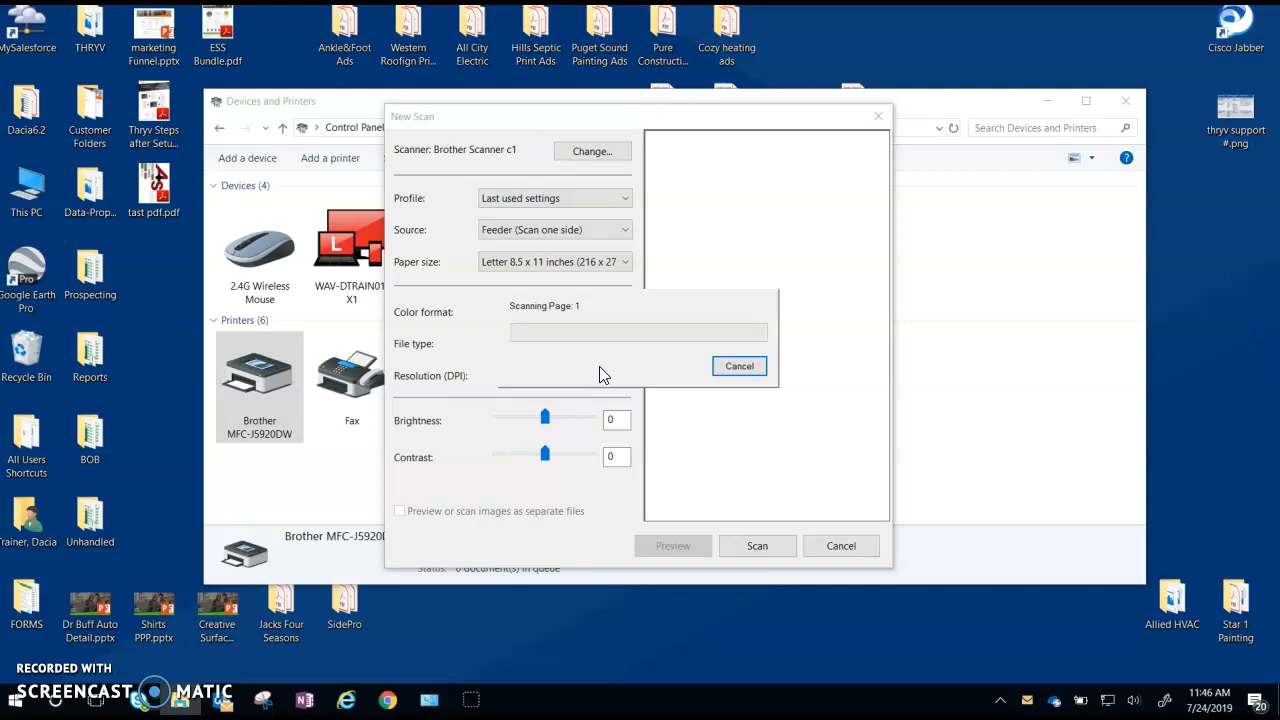 MySalesforce
THRYV
marketing
Funnel.pptx
ESS
Bundle.pdf
Ankle&Foot
Ads
Western
Roofign Pri...
All City
Electric
Hills Septic
Print Ads
Puget Sound
Painting Ads
Pure
Constructi...
Cozy heating
ads
Cisco Jabber
Dacia6.2
Customer
Folders
Thryv Steps
after Setu...
thryv support
#.png
This PC
Data-Prop...
tast pdf.pdf
Google Earth
Pro
Prospecting
Recycle Bin
Reports
All Users
Shortcuts
BOB
Trainer, Dacia
Unhandled
FORMS
Dr Buff Auto
Detail.pptx
Shirts
PPP.pptx
Creative
Surfac...
Jacks Four
Seasons
SidePro
Allied HVAC
Star 1
Painting
Devices and Printers
Control Panel
Search Devices and Printers
Add a device
Add a printer
Devices (4)
2.4G Wireless
Mouse
WAV-DTRAIN01
X1
Printers (6)
Brother
MFC-J5920DW
Fax
Brother MFC-J5920D
Status: 0 document(s) in queue
New Scan
Scanner: Brother Scanner c1
Change...
Profile:
Last used settings
Source:
Feeder (Scan one side)
Paper size:
Letter 8.5 x 11 inches (216 x 27
Color format:
File type:
Resolution (DPI):
Scanning Page: 1
Cancel
Brightness:
0
Contrast:
0
Preview or scan images as separate files
Preview
Scan
Cancel
RECORDED WITH
SCREENCAST MATIC
11:46 AM
7/24/2019
20